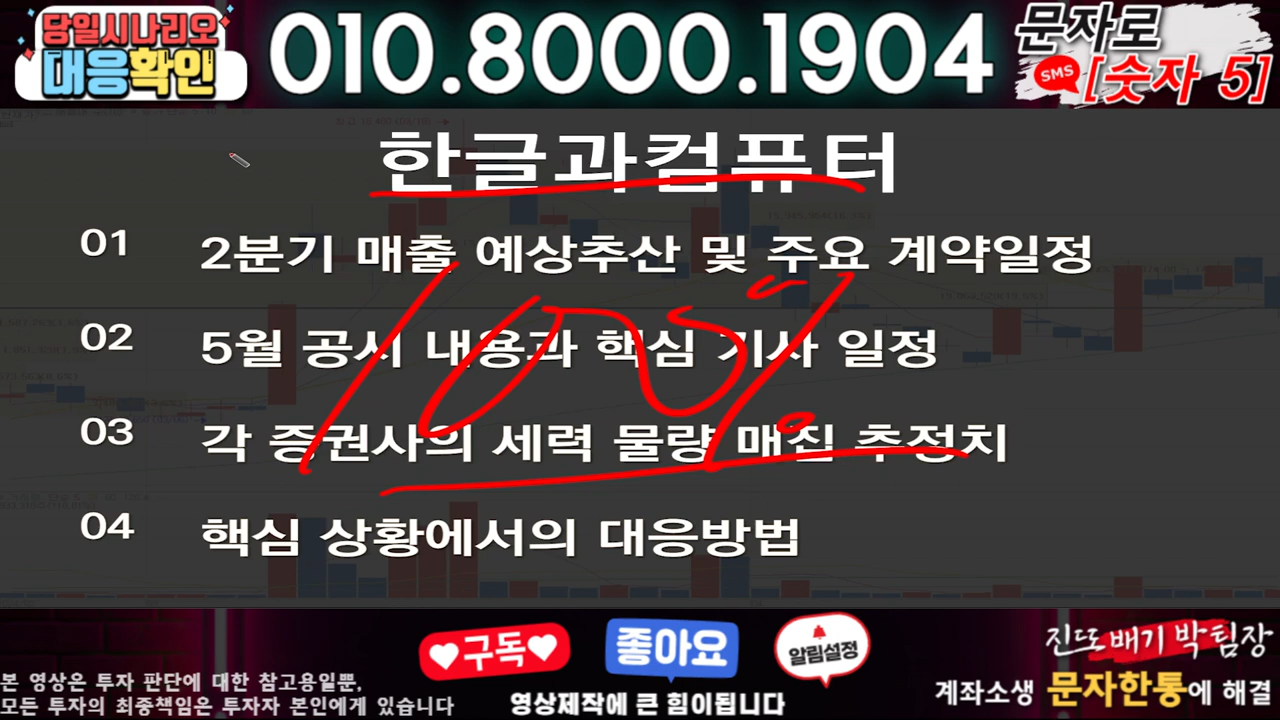 당일시나리오
대응확인
010.8000.1904
문자로
SMS
[숫자 5]
한글과컴퓨터
01 2분기 매출 예상추산 및 주요 계약일정
02 5월 공시 내용과 핵심 기사 일정
03 각 증권사의 세력 물량 매집 추정치
04 핵심 상황에서의 대응방법
100%
구독
좋아요
알림설정
영상제작에 큰 힘이됩니다
본 영상은 투자 판단에 대한 참고용일뿐,
모든 투자의 최종책임은 투자자 본인에게 있습니다
진또배기 박팀장
계좌소생 문자한통에 해결